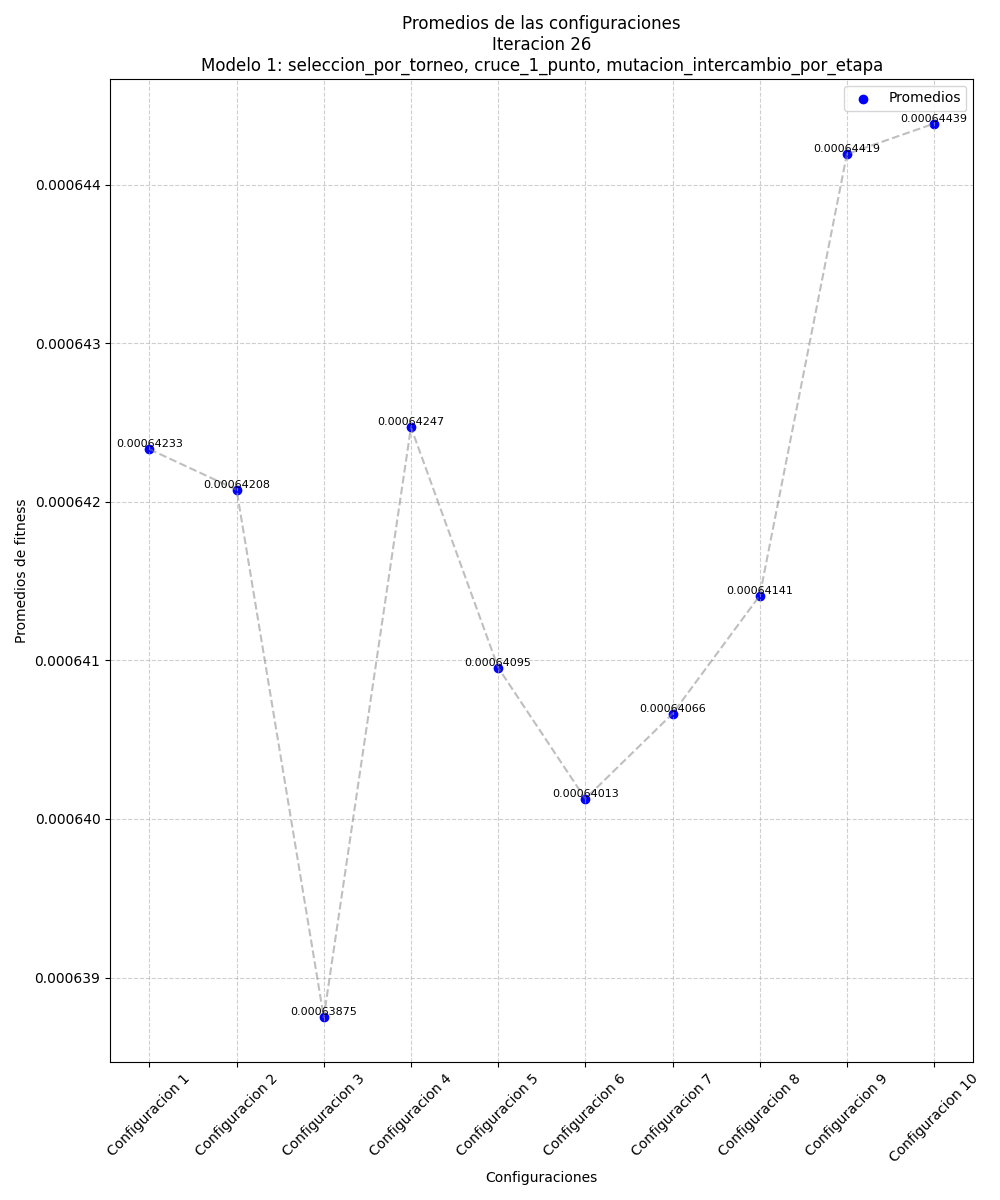 Promedios de las configuraciones
Iteracion 26
Modelo 1: seleccion_por_torneo, cruce_1_punto, mutacion_intercambio_por_etapa
Promedios
0.00064439
0.00064419
0.000644
0.000643
0.00064247
0.00064233
0.00064208
0.000642
Promedios de fitness
0.00064141
0.000641
0.00064095
0.00064066
0.00064013
0.000640
0.000639
0.00063875
Configuracion 1
Configuracion 2
Configuracion 3
Configuracion 4
Configuracion 5
Configuracion 6
Configuracion 7
Configuracion 8
Configuracion 9
Configuracion 10
Configuraciones